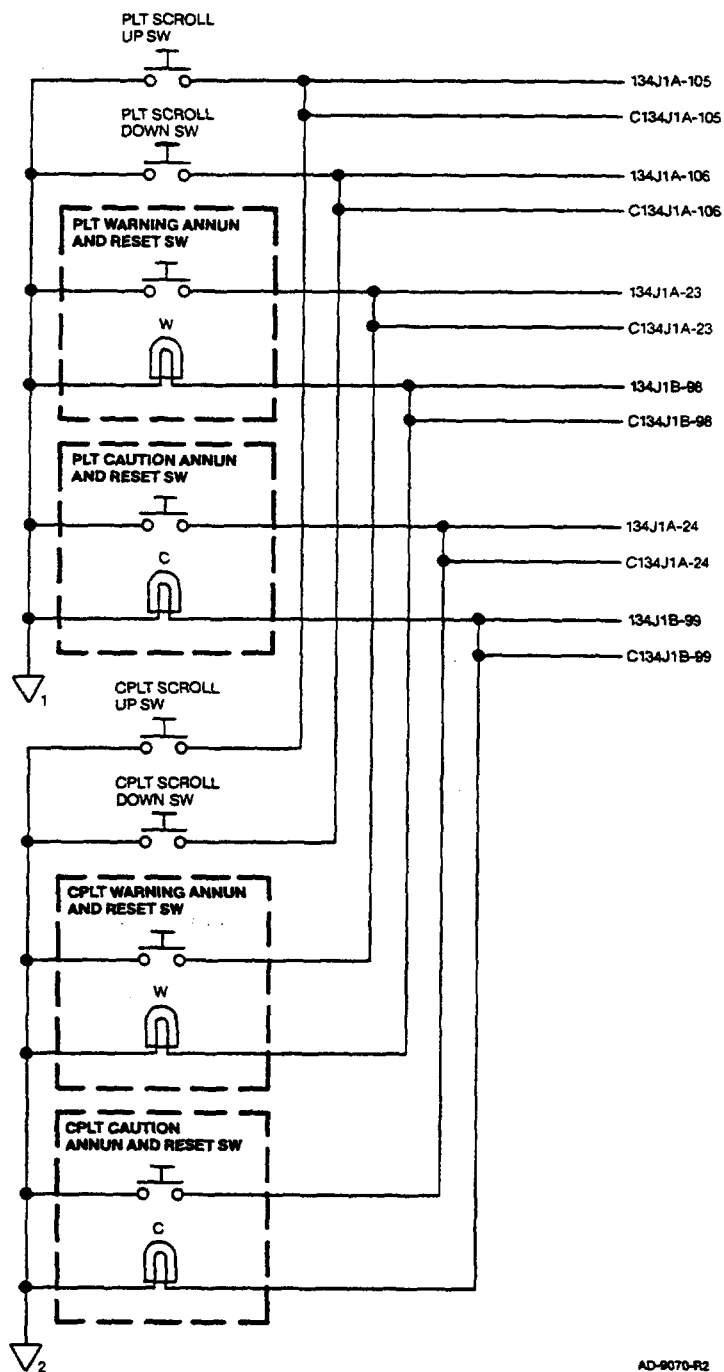 PLT SCROLL
UP SW
134J1A-105
C134J1A-105
PLT SCROLL
DOWN SW
134J1A-106
C134J1A-106
PLT WARNING ANNUN
AND RESET SW
134J1A-23
C134J1A-23
W
134J1B-98
C134J1B-98
PLT CAUTION ANNUN
AND RESET SW
134J1A-24
C134J1A-24
C
134J1B-99
C134J1B-99
1
CPLT SCROLL
UP SW
CPLT SCROLL
DOWN SW
CPLT WARNING ANNUN
AND RESET SW
W
CPLT CAUTION
ANNUN AND RESET SW
C
2
AD-9070-R2